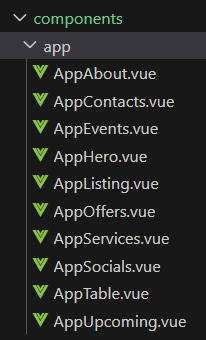 components
app
AppAbout.vue
AppContacts.vue
AppEvents.vue
AppHero.vue
AppListing.vue
AppOffers.vue
AppServices.vue
AppSocials.vue
AppTable.vue
AppUpcoming.vue